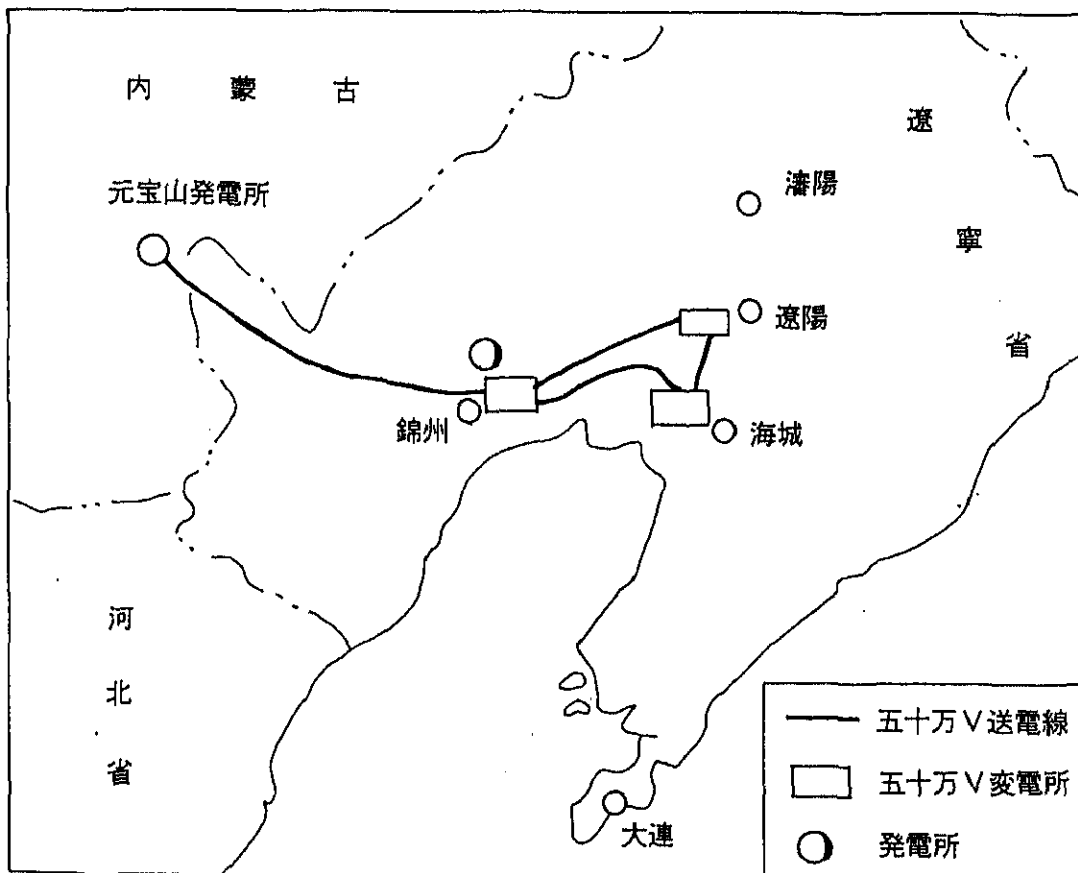 内蒙古
元宝山発電所
遼寧省
瀋陽
遼陽
錦州
海城
河北省
大連
五十万V送電線
五十万V変電所
発電所